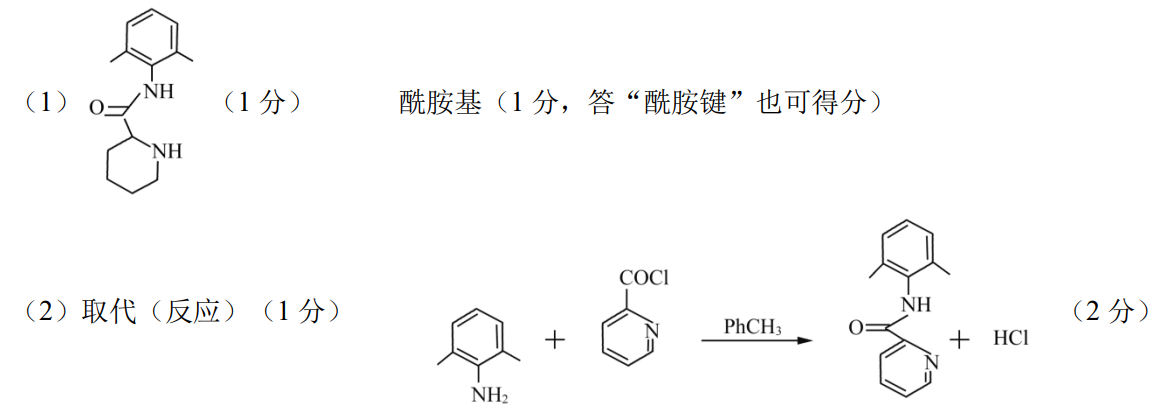 (1) O NH NH (1 分) 酰胺基(1 分,答“酰胺键”也可得分)
(2)取代(反应)(1 分) NH₂ + COCl N PhCH₃ O NH N + HCl (2 分)